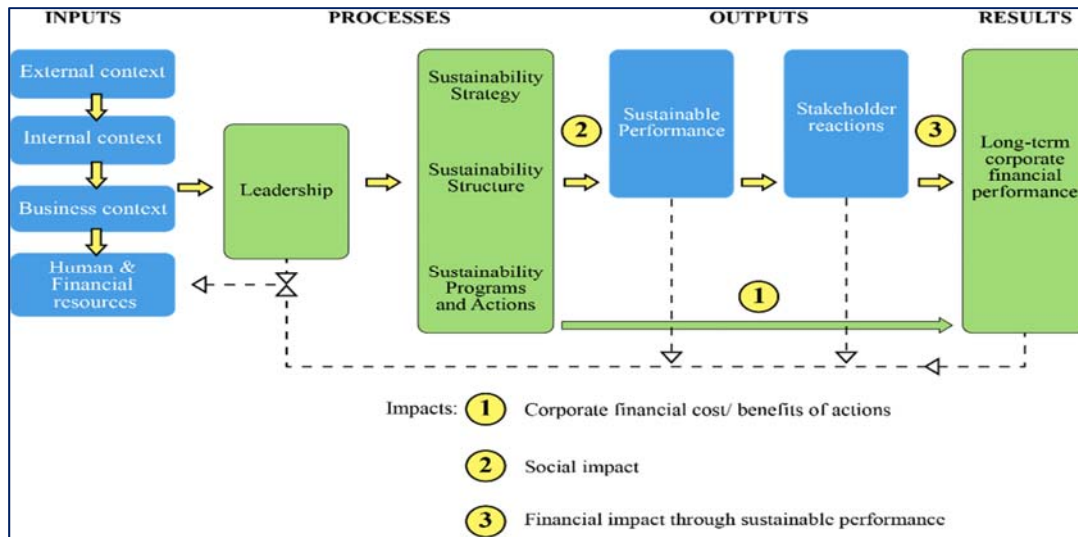 INPUTS
PROCESSES
OUTPUTS
RESULTS
External context
Internal context
Business context
Human &
Financial
resources
Leadership
Sustainability
Strategy
Sustainability
Structure
Sustainability
Programs
and Actions
2
Sustainable
Performance
Stakeholder
reactions
3
Long-term
corporate
financial
performance
1
Impacts:
1
Corporate financial cost/ benefits of actions
2
Social impact
3
Financial impact through sustainable performance